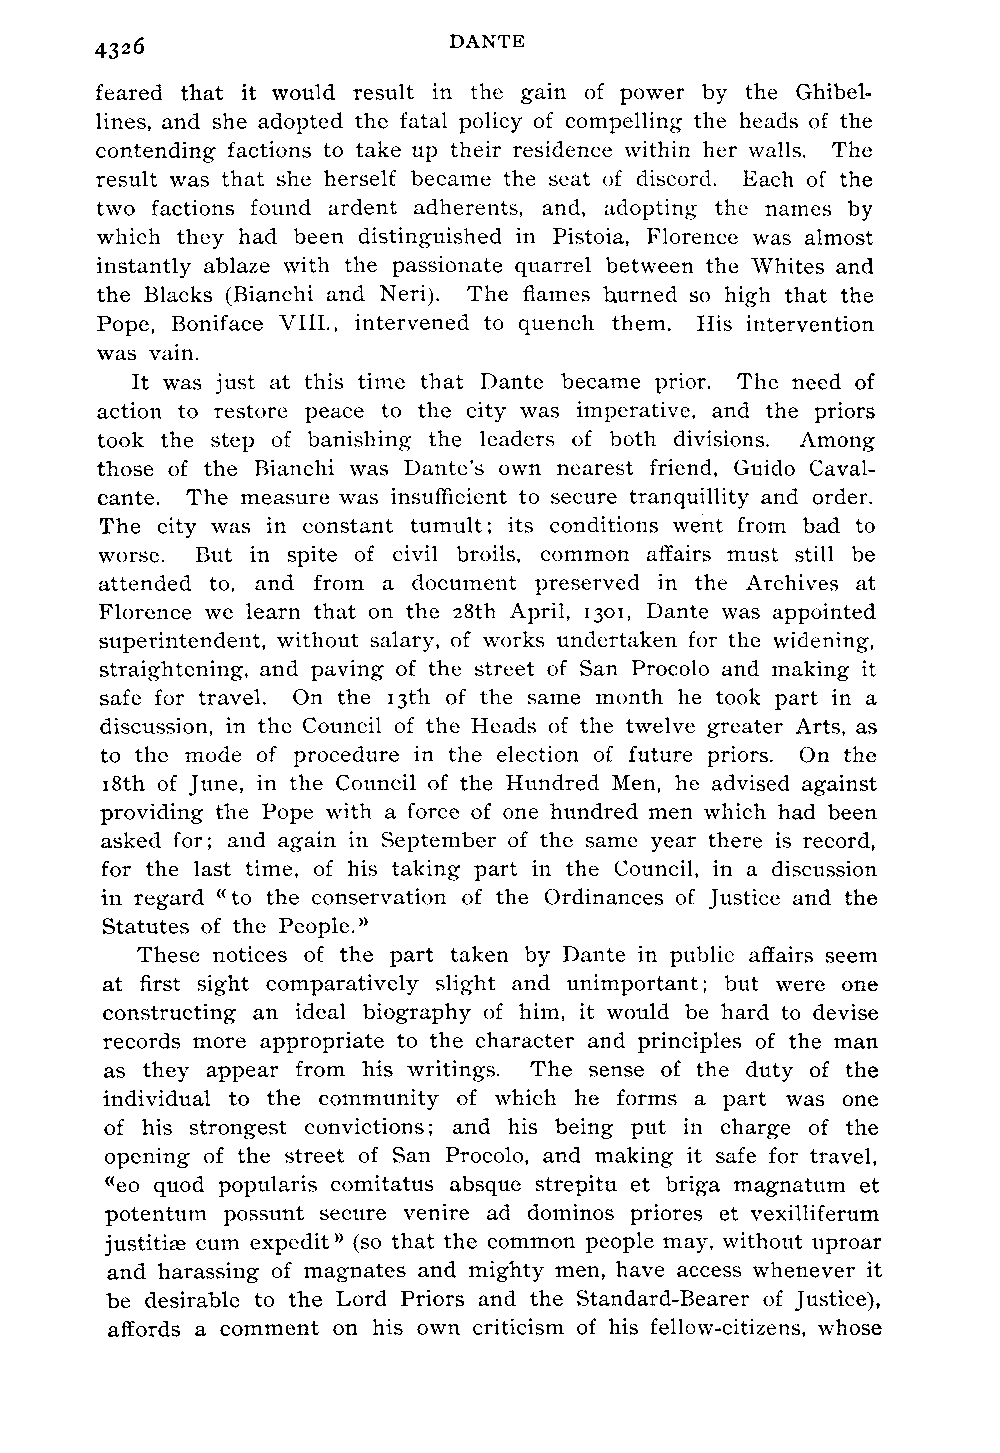 4326
DANTE
feared that it would result in the gain of power by the Ghibel-
lines, and she adopted the fatal policy of compelling the heads of the
contending factions to take up their residence within her walls. The
result was that she herself became the seat of discord. Each of the
two factions found ardent adherents, and, adopting the names by
which they had been distinguished in Pistoia, Florence was almost
instantly ablaze with the passionate quarrel between the Whites and
the Blacks (Bianchi and Neri). The flames burned so high that the
Pope, Boniface VIII., intervened to quench them. His intervention
was vain.
It was just at this time that Dante became prior. The need of
action to restore peace to the city was imperative, and the priors
took the step of banishing the leaders of both divisions. Among
those of the Bianchi was Dante's own nearest friend, Guido Caval-
cante. The measure was insufficient to secure tranquillity and order.
The city was in constant tumult; its conditions went from bad to
worse. But in spite of civil broils, common affairs must still be
attended to, and from a document preserved in the Archives at
Florence we learn that on the 28th April, 1301, Dante was appointed
superintendent, without salary, of works undertaken for the widening,
straightening, and paving of the street of San Procolo and making it
safe for travel. On the 13th of the same month he took part in a
discussion, in the Council of the Heads of the twelve greater Arts, as
to the mode of procedure in the election of future priors. On the
18th of June, in the Council of the Hundred Men, he advised against
providing the Pope with a force of one hundred men which had been
asked for; and again in September of the same year there is record,
for the last time, of his taking part in the Council, in a discussion
in regard «to the conservation of the Ordinances of Justice and the
Statutes of the People.»
These notices of the part taken by Dante in public affairs seem
at first sight comparatively slight and unimportant; but were one
constructing an ideal biography of him, it would be hard to devise
records more appropriate to the character and principles of the man
as they appear from his writings. The sense of the duty of the
individual to the community of which he forms a part was one
of his strongest convictions; and his being put in charge of the
opening of the street of San Procolo, and making it safe for travel,
«eo quod popularis comitatus absque strepitu et briga magnatum et
potentum possunt secure venire ad dominos priores et vexilliferum
justitiæ cum expedit» (so that the common people may, without uproar
and harassing of magnates and mighty men, have access whenever it
be desirable to the Lord Priors and the Standard-Bearer of Justice),
affords a comment on his own criticism of his fellow-citizens, whose